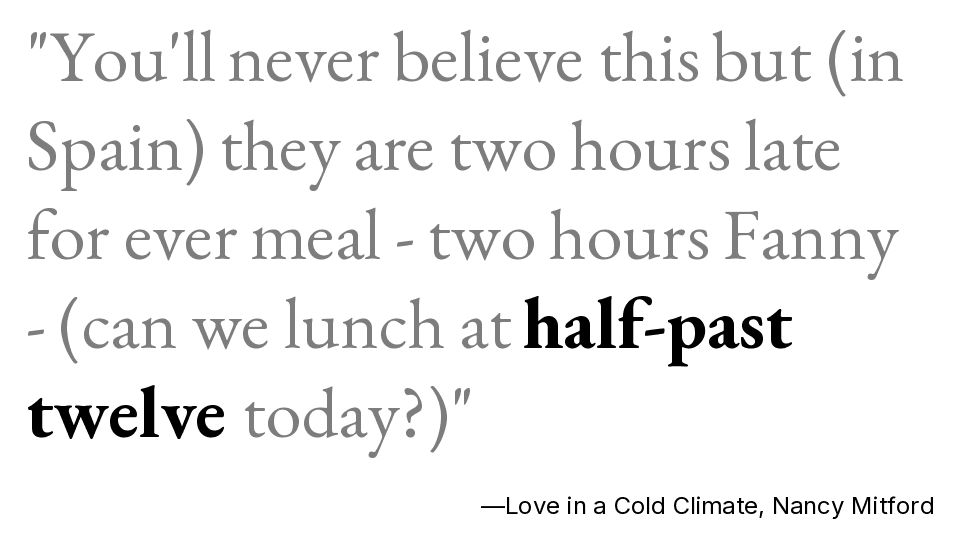 "You'll never believe this but (in
Spain) they are two hours late
for ever meal - two hours Fanny
- (can we lunch at half-past
twelve today?)"
—Love in a Cold Climate, Nancy Mitford